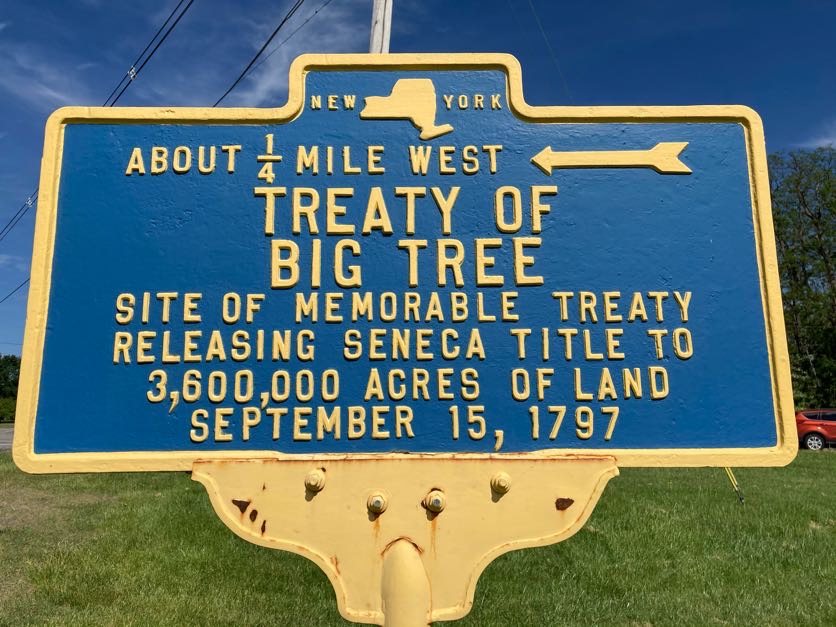 NEW YORK
ABOUT 1/4 MILE WEST
TREATY OF
BIG TREE
SITE OF MEMORABLE TREATY
RELEASING SENECA TITLE TO
3,600,000 ACRES OF LAND
SEPTEMBER 15, 1797